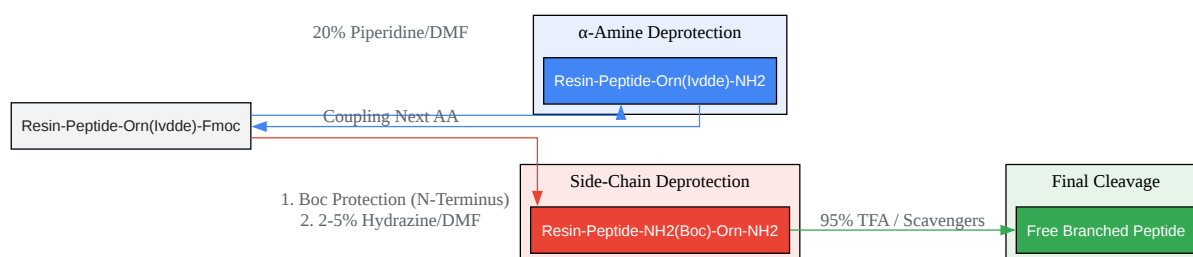 20% Piperidine/DMF
α-Amine Deprotection
Resin-Peptide-Orn(Ivdde)-NH2
Resin-Peptide-Orn(Ivdde)-Fmoc
Coupling Next AA
Side-Chain Deprotection
Final Cleavage
1. Boc Protection (N-Terminus)
2. 2-5% Hydrazine/DMF
Resin-Peptide-NH2(Boc)-Orn-NH2
95% TFA / Scavengers
Free Branched Peptide